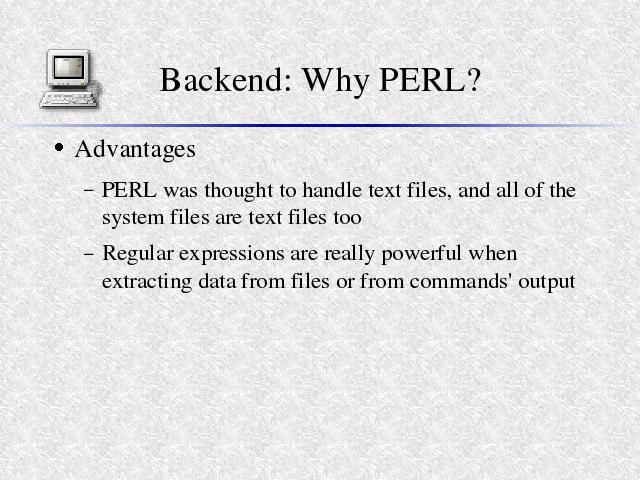 Backend: Why PERL?
• Advantages
– PERL was thought to handle text files, and all of the
system files are text files too
– Regular expressions are really powerful when
extracting data from files or from commands' output